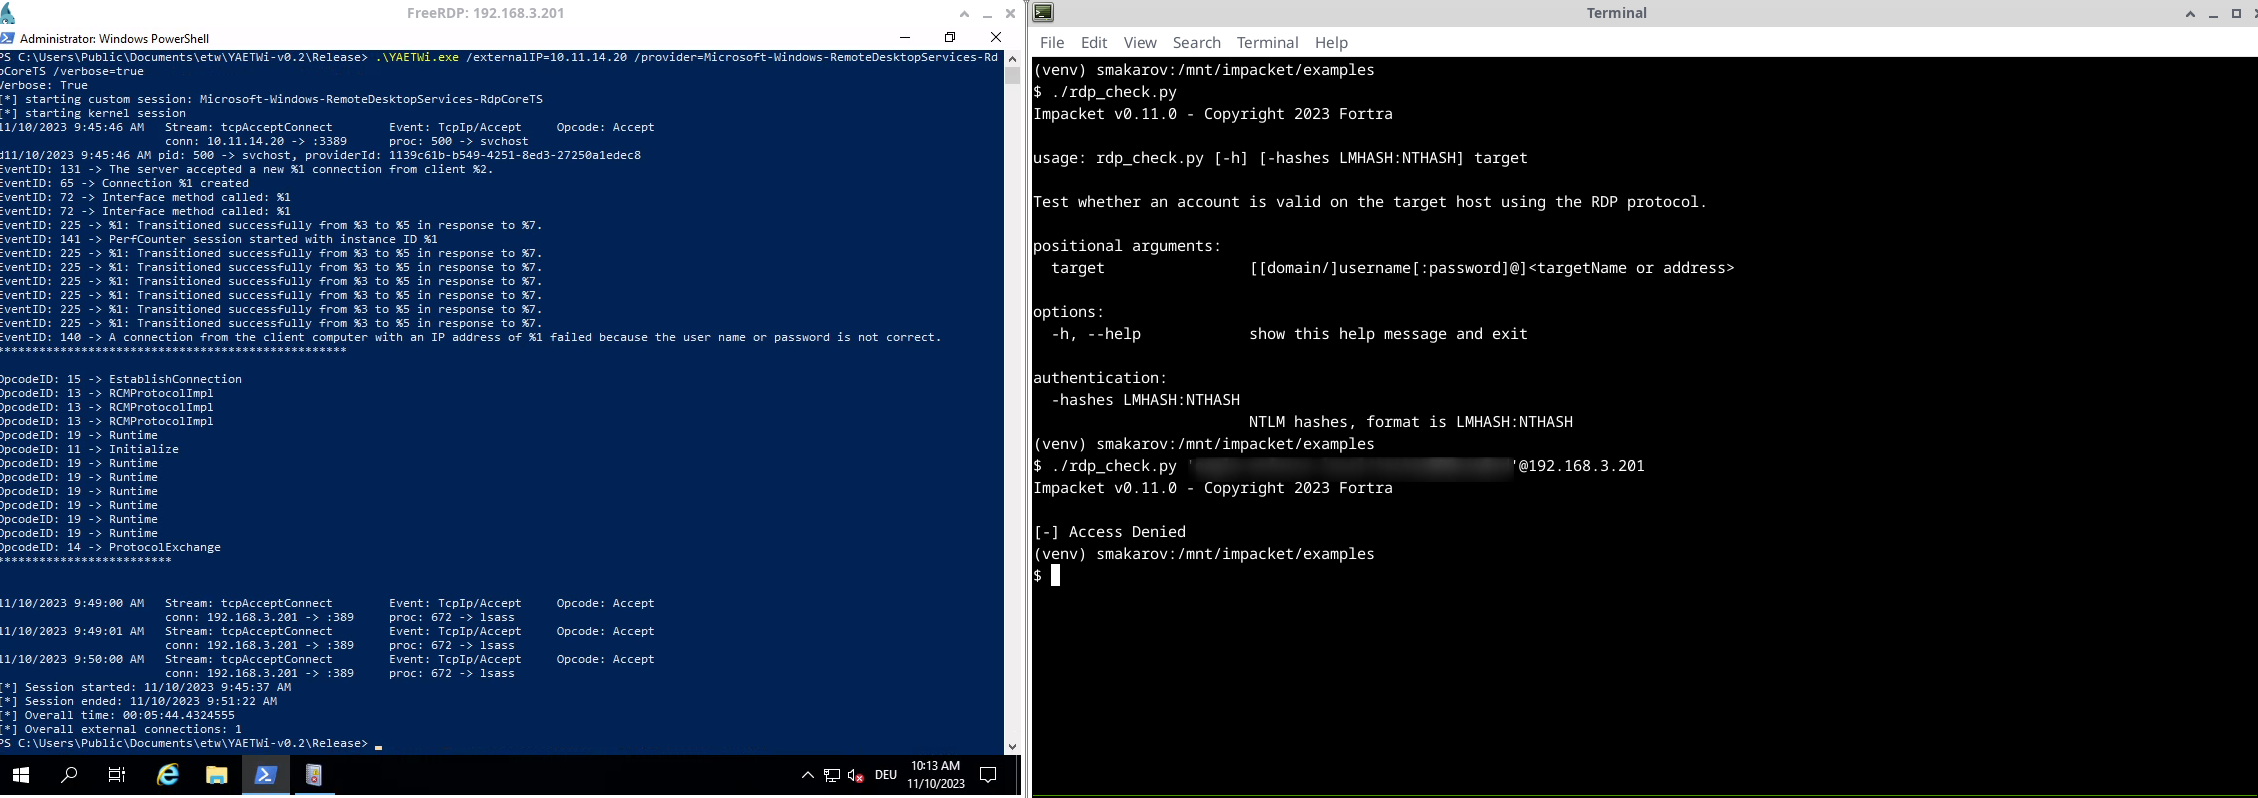 FreeRDP: 192.168.3.201
Administrator: Windows PowerShell
PS C:\Users\Public\Documents\etw\YAETWi-v0.2\Release> .\YAETWi.exe /externalIP=10.11.14.20 /provider=Microsoft-Windows-RemoteDesktopServices-Rd
pCoreTS /verbose=true
Verbose: True
[*] starting custom session: Microsoft-Windows-RemoteDesktopServices-RdpCoreTS
[*] starting kernel session
11/10/2023 9:45:46 AM   Stream: tcpAcceptConnect        Event: TcpIp/Accept     Opcode: Accept
                        conn: 10.11.14.20 -> :3389      proc: 500 -> svchost
d11/10/2023 9:45:46 AM pid: 500 -> svchost, providerId: 1139c61b-b549-4251-8ed3-27250a1edec8
EventID: 131 -> The server accepted a new %1 connection from client %2.
EventID: 65 -> Connection %1 created
EventID: 72 -> Interface method called: %1
EventID: 72 -> Interface method called: %1
EventID: 225 -> %1: Transitioned successfully from %3 to %5 in response to %7.
EventID: 141 -> PerfCounter session started with instance ID %1
EventID: 225 -> %1: Transitioned successfully from %3 to %5 in response to %7.
EventID: 225 -> %1: Transitioned successfully from %3 to %5 in response to %7.
EventID: 225 -> %1: Transitioned successfully from %3 to %5 in response to %7.
EventID: 225 -> %1: Transitioned successfully from %3 to %5 in response to %7.
EventID: 225 -> %1: Transitioned successfully from %3 to %5 in response to %7.
EventID: 225 -> %1: Transitioned successfully from %3 to %5 in response to %7.
EventID: 140 -> A connection from the client computer with an IP address of %1 failed because the user name or password is not correct.
**************************************************
OpcodeID: 15 -> EstablishConnection
OpcodeID: 13 -> RCMProtocolImpl
OpcodeID: 13 -> RCMProtocolImpl
OpcodeID: 13 -> RCMProtocolImpl
OpcodeID: 19 -> Runtime
OpcodeID: 11 -> Initialize
OpcodeID: 19 -> Runtime
OpcodeID: 19 -> Runtime
OpcodeID: 19 -> Runtime
OpcodeID: 19 -> Runtime
OpcodeID: 19 -> Runtime
OpcodeID: 19 -> Runtime
OpcodeID: 14 -> ProtocolExchange
*************************
11/10/2023 9:49:00 AM   Stream: tcpAcceptConnect        Event: TcpIp/Accept     Opcode: Accept
                        conn: 192.168.3.201 -> :389     proc: 672 -> lsass
11/10/2023 9:49:01 AM   Stream: tcpAcceptConnect        Event: TcpIp/Accept     Opcode: Accept
                        conn: 192.168.3.201 -> :389     proc: 672 -> lsass
11/10/2023 9:50:00 AM   Stream: tcpAcceptConnect        Event: TcpIp/Accept     Opcode: Accept
                        conn: 192.168.3.201 -> :389     proc: 672 -> lsass
[*] Session started: 11/10/2023 9:45:37 AM
[*] Session ended: 11/10/2023 9:51:22 AM
[*] Overall time: 00:05:44.4324555
[*] Overall external connections: 1
PS C:\Users\Public\Documents\etw\YAETWi-v0.2\Release>
DEU
10:13 AM
11/10/2023
Terminal
File Edit View Search Terminal Help
(venv) smakarov:/mnt/impacket/examples
$ ./rdp_check.py
Impacket v0.11.0 - Copyright 2023 Fortra
usage: rdp_check.py [-h] [-hashes LMHASH:NTHASH] target
Test whether an account is valid on the target host using the RDP protocol.
positional arguments:
  target                [[domain/]username[:password]@]<targetName or address>
options:
  -h, --help            show this help message and exit
authentication:
  -hashes LMHASH:NTHASH
                        NTLM hashes, format is LMHASH:NTHASH
(venv) smakarov:/mnt/impacket/examples
$ ./rdp_check.py ' '@192.168.3.201
Impacket v0.11.0 - Copyright 2023 Fortra
[-] Access Denied
(venv) smakarov:/mnt/impacket/examples
$